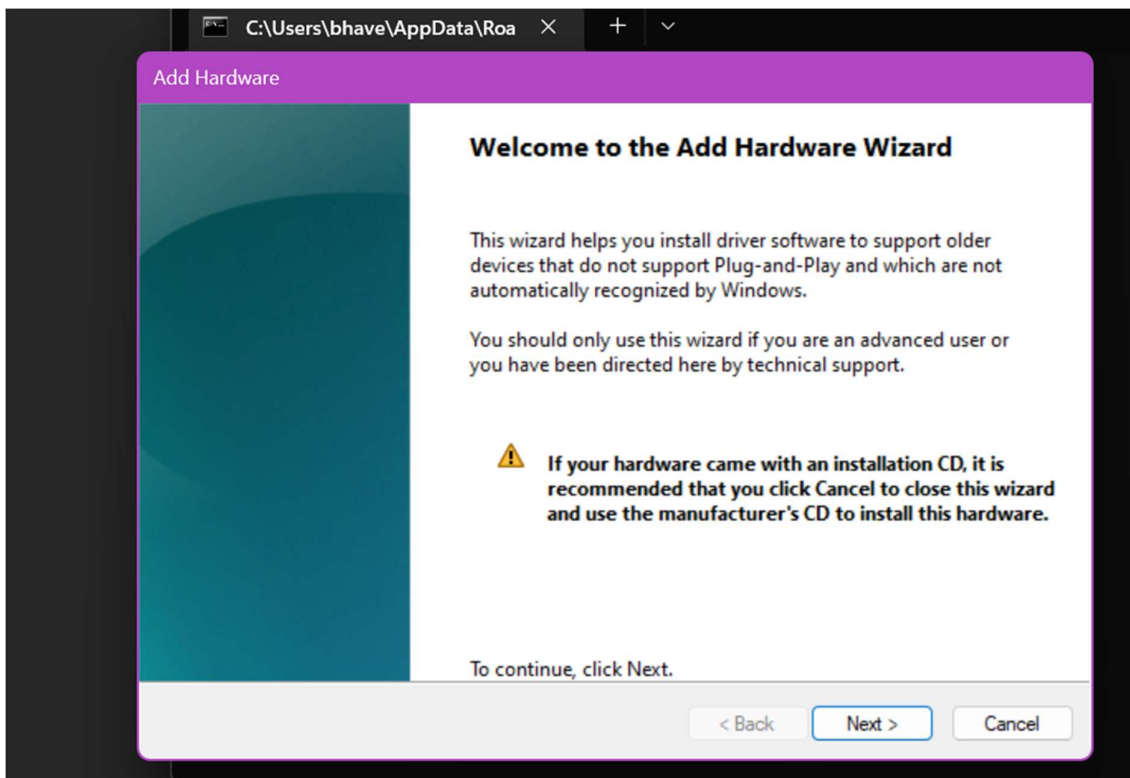 C:\Users\bhave\AppData\Roa
Add Hardware
Welcome to the Add Hardware Wizard
This wizard helps you install driver software to support older
devices that do not support Plug-and-Play and which are not
automatically recognized by Windows.
You should only use this wizard if you are an advanced user or
you have been directed here by technical support.
If your hardware came with an installation CD, it is
recommended that you click Cancel to close this wizard
and use the manufacturer's CD to install this hardware.
To continue, click Next.
< Back Next > Cancel